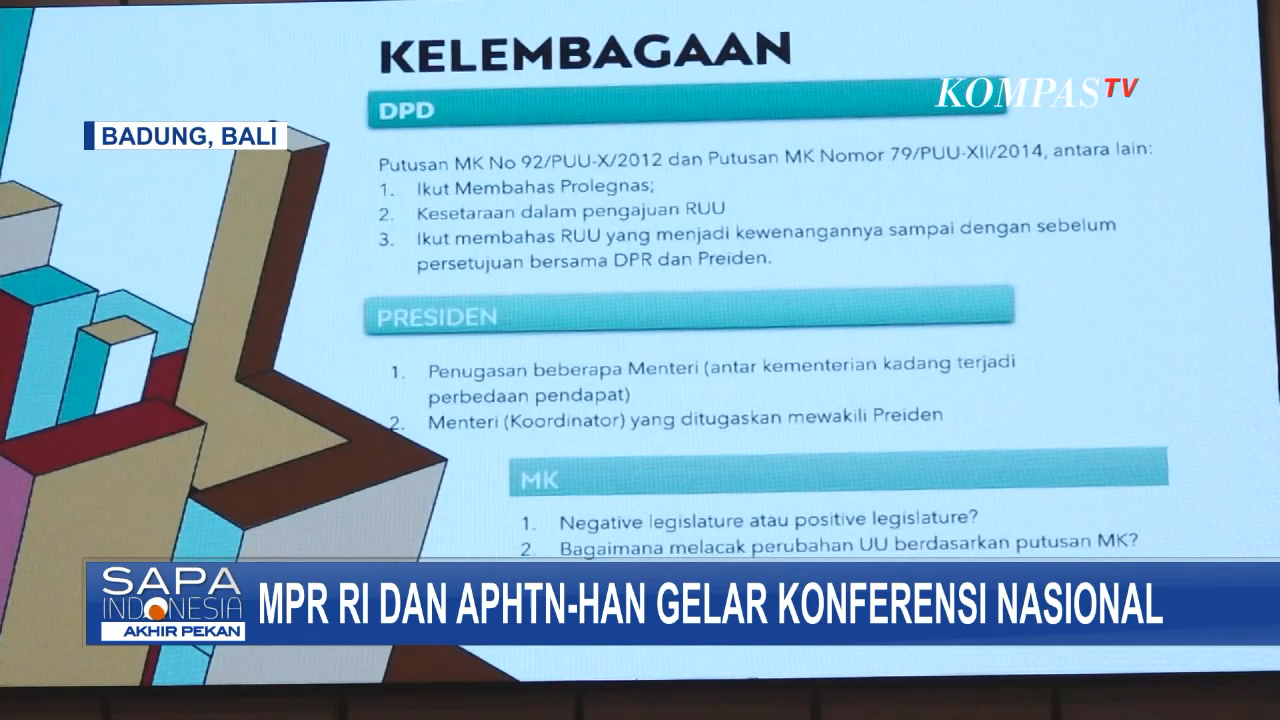 KELEMBAGAAN
KOMPAS TV
DPD
BADUNG, BALI
Putusan MK No 92/PUU-X/2012 dan Putusan MK Nomor 79/PUU-XII/2014, antara lain:
1. Ikut Membahas Prolegnas;
2. Kesetaraan dalam pengajuan RUU
3. Ikut membahas RUU yang menjadi kewenangannya sampai dengan sebelum
persetujuan bersama DPR dan Preiden.
PRESIDEN
1. Penugasan beberapa Menteri (antar kementerian kadang terjadi
perbedaan pendapat)
2. Menteri (Koordinator) yang ditugaskan mewakili Preiden
MK
1. Negative legislature atau positive legislature?
2. Bagaimana melacak perubahan UU berdasarkan putusan MK?
SAPA
INDONESIA
AKHIR PEKAN
MPR RI DAN APHTN-HAN GELAR KONFERENSI NASIONAL